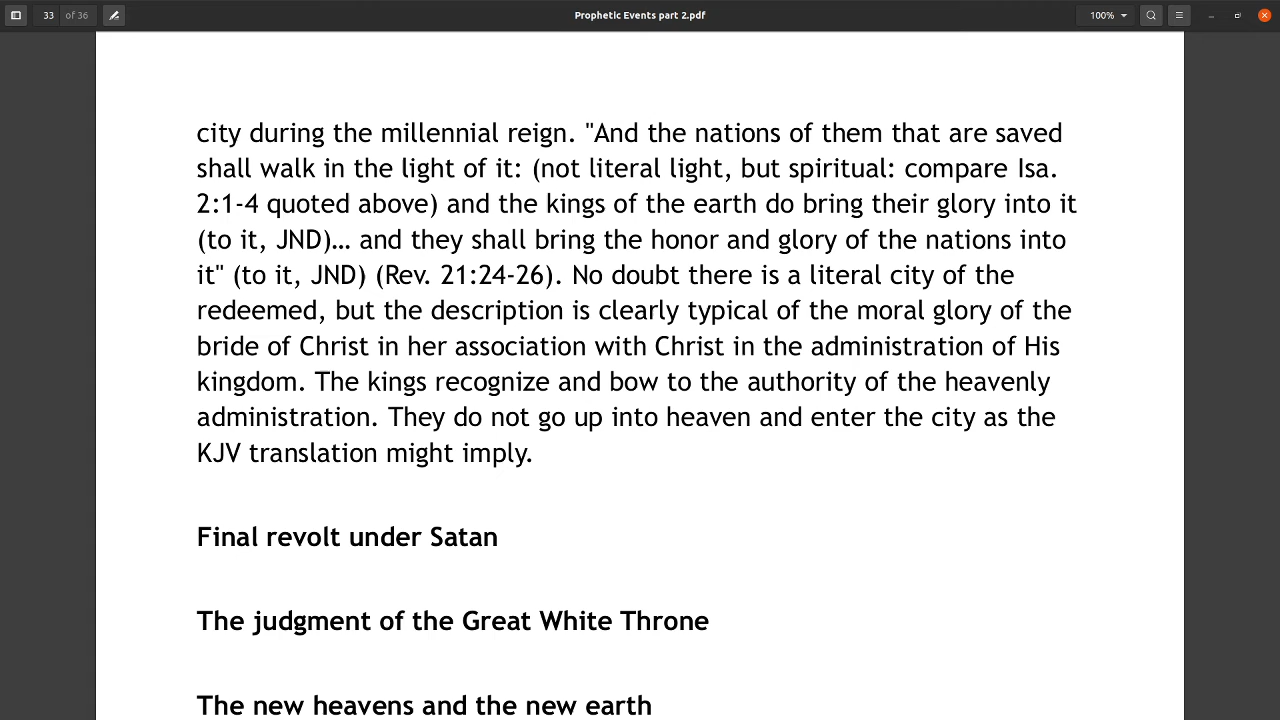 33 of 36
Prophetic Events part 2.pdf
100%
city during the millennial reign. "And the nations of them that are saved
shall walk in the light of it: (not literal light, but spiritual: compare Isa.
2:1-4 quoted above) and the kings of the earth do bring their glory into it
(to it, JND)… and they shall bring the honor and glory of the nations into
it" (to it, JND) (Rev. 21:24-26). No doubt there is a literal city of the
redeemed, but the description is clearly typical of the moral glory of the
bride of Christ in her association with Christ in the administration of His
kingdom. The kings recognize and bow to the authority of the heavenly
administration. They do not go up into heaven and enter the city as the
KJV translation might imply.
Final revolt under Satan
The judgment of the Great White Throne
The new heavens and the new earth